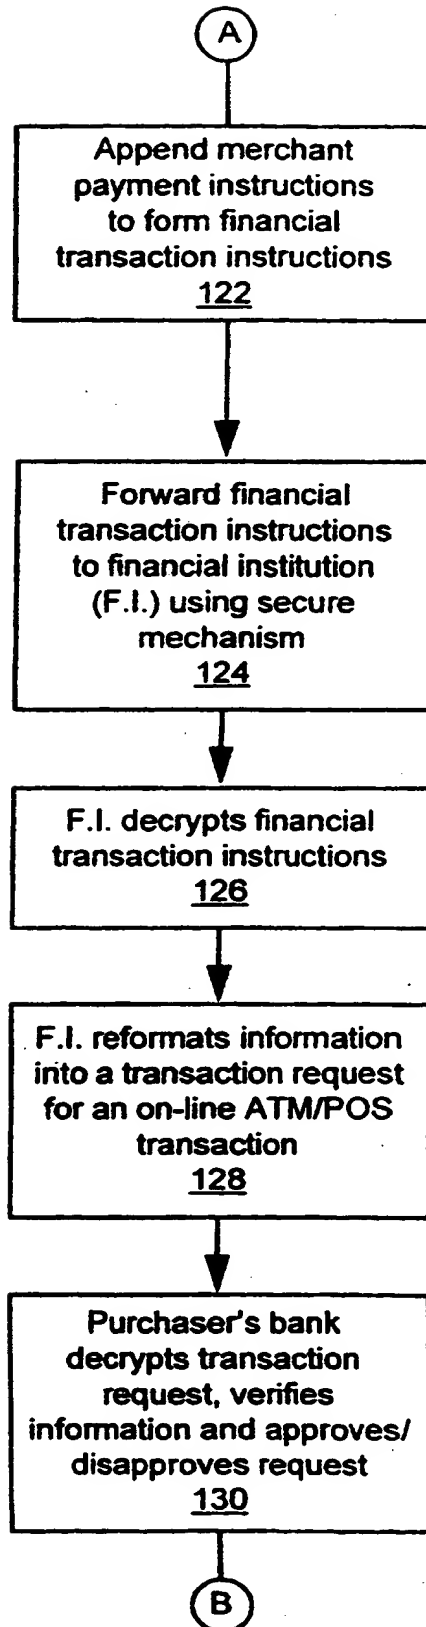 A
Append merchant
payment instructions
to form financial
transaction instructions
122
Forward financial
transaction instructions
to financial institution
(F.I.) using secure
mechanism
124
F.I. decrypts financial
transaction instructions
126
F.I. reformats information
into a transaction request
for an on-line ATM/POS
transaction
128
Purchaser's bank
decrypts transaction
request, verifies
information and approves/
disapproves request
130
B